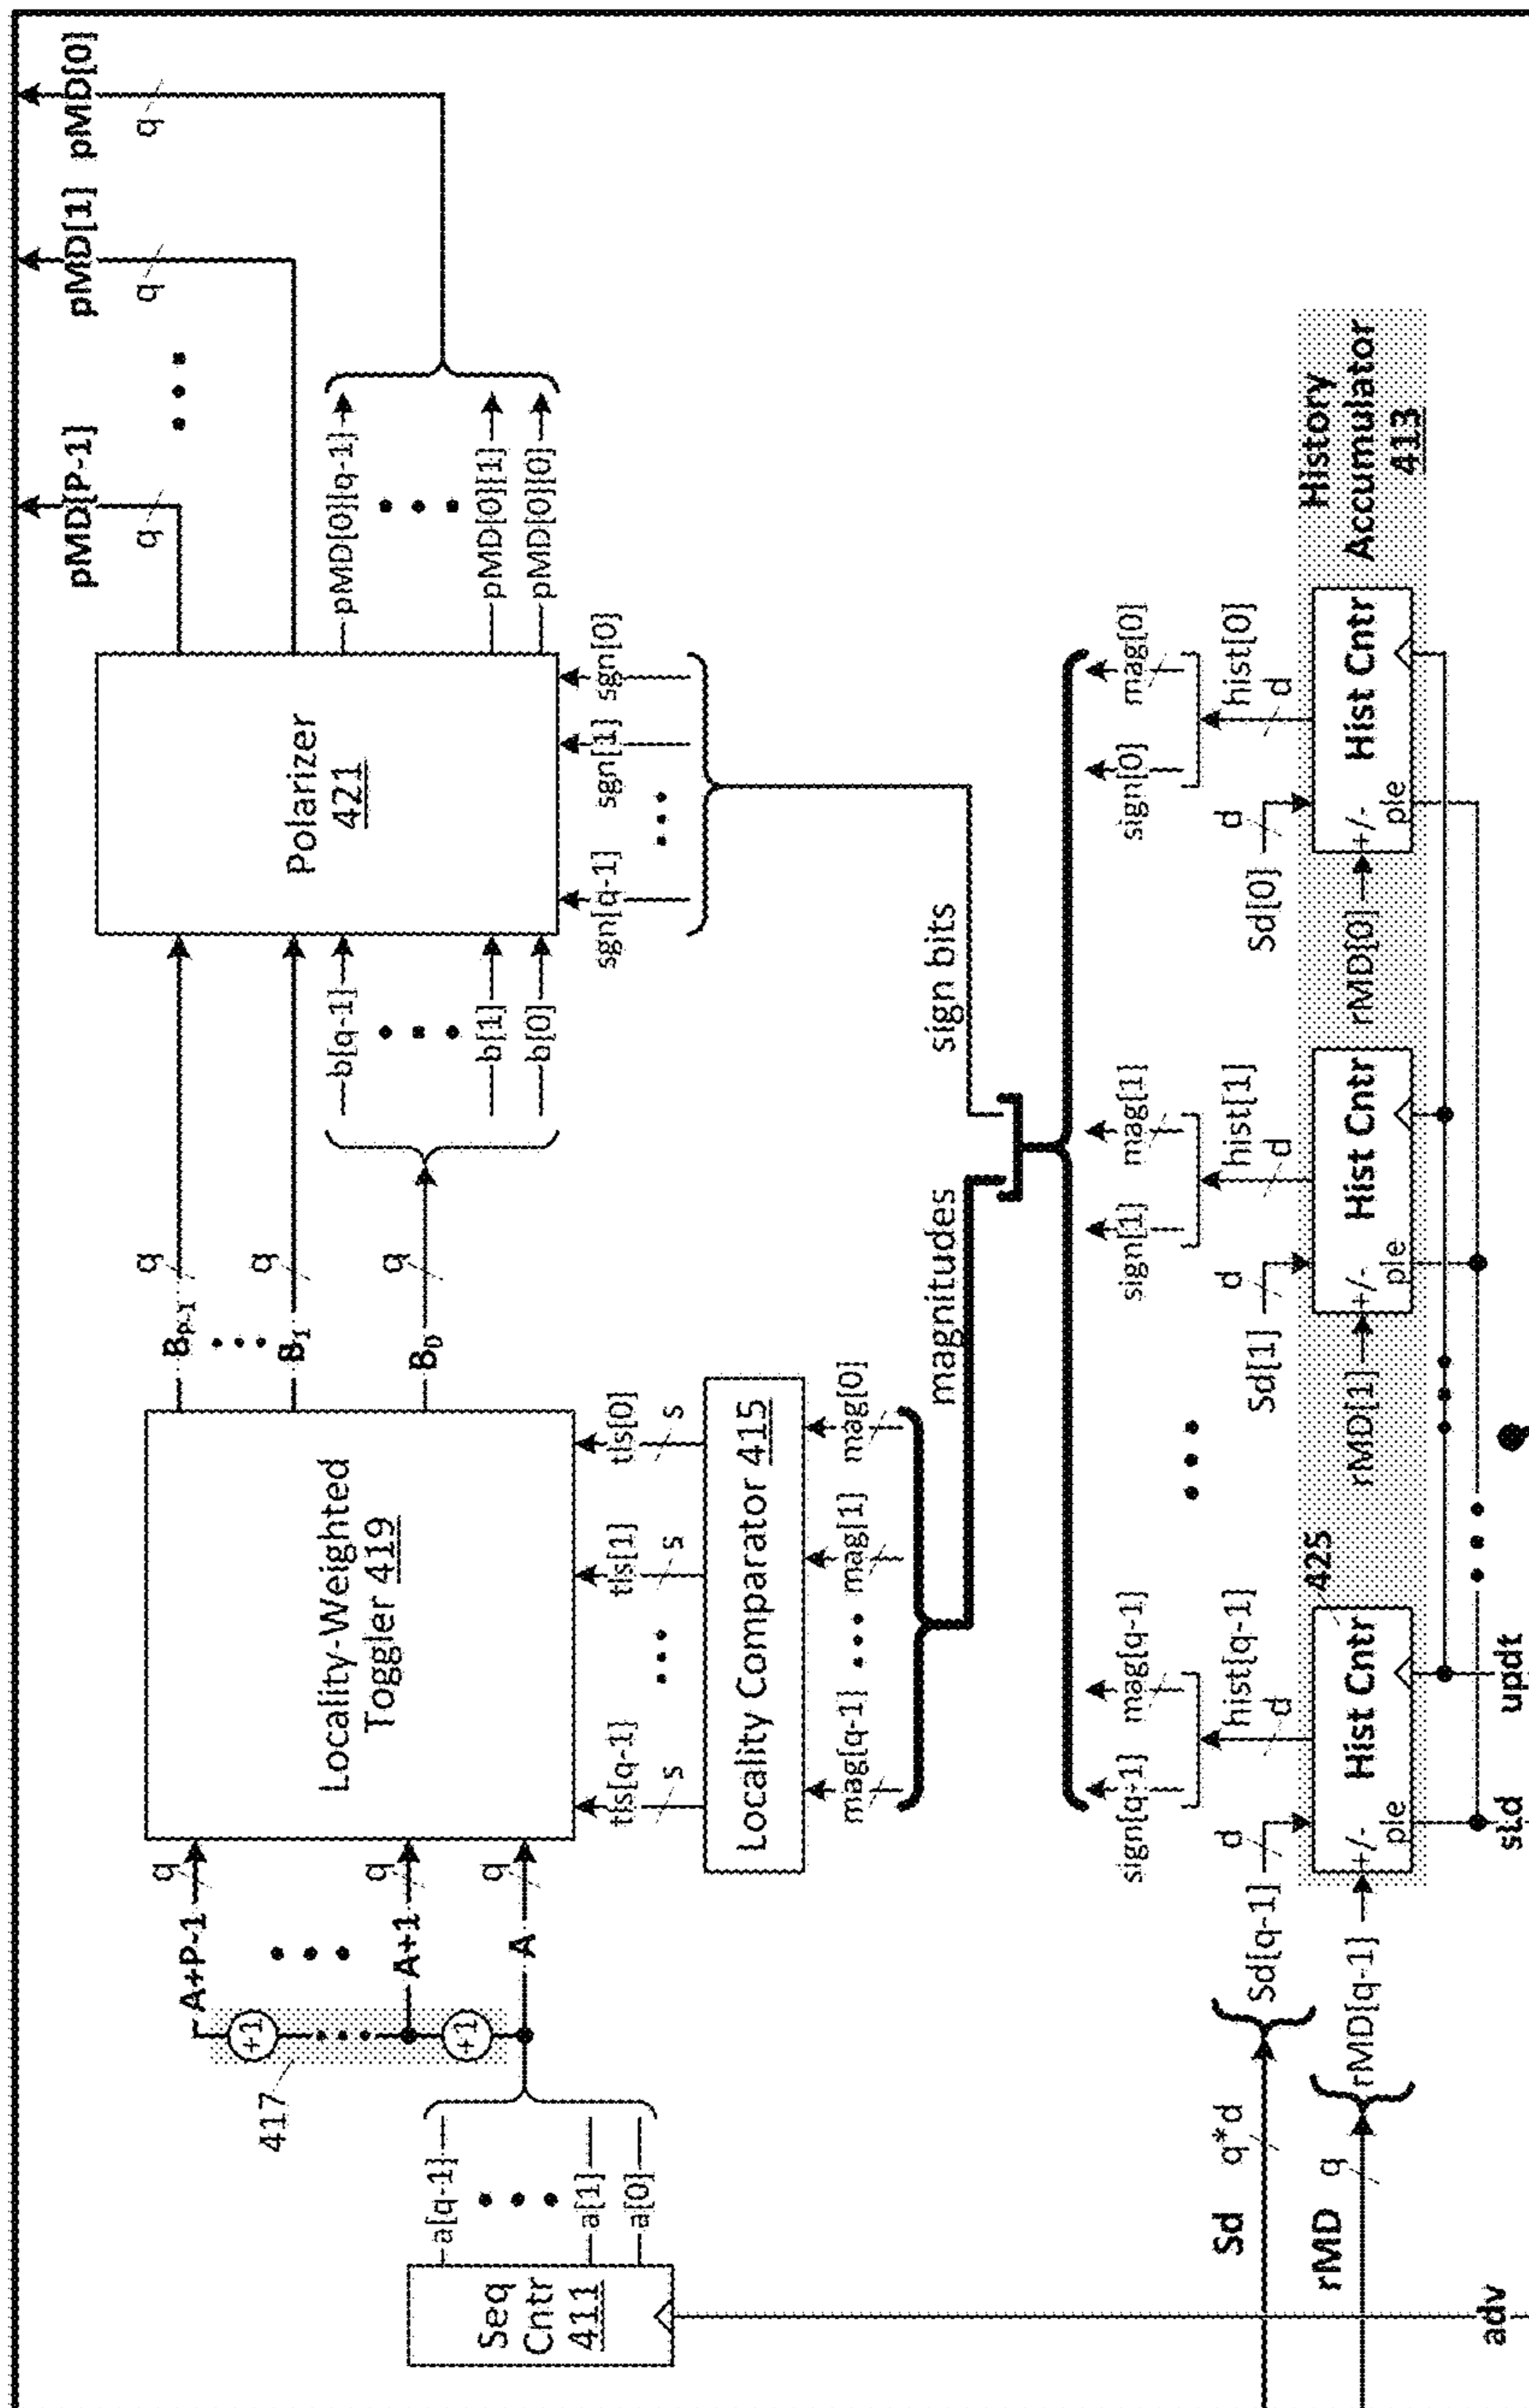 pMD[P-1]
pMD[1]
pMD[0]
q
q
q
A+P-1
q
A+1
q
A
q
417
+1
+1
a[q-1]
a[1]
a[0]
Seq
Cntr
411
Locality-Weighted
Toggler 419
Bₚ₋₁
q
B₁
q
B₀
q
b[q-1]
b[1]
b[0]
Polarizer
421
pMD[0][q-1]
pMD[0][1]
pMD[0][0]
tls[q-1]
tls[1]
tls[0]
s
s
s
sgn[q-1]
sgn[1]
sgn[0]
Locality Comparator 415
mag[q-1]
mag[1]
mag[0]
magnitudes
sign bits
sign[q-1]
mag[q-1]
sign[1]
mag[1]
sign[0]
mag[0]
hist[q-1]
hist[1]
hist[0]
d
d
d
Sd
q*d
Sd[q-1]
d
Sd[1]
d
Sd[0]
d
rMD
q
rMD[q-1]
+/-
Hist Cntr
ple
425
rMD[1]
+/-
Hist Cntr
ple
rMD[0]
+/-
Hist Cntr
ple
History
Accumulator
413
adv
sLd
updt